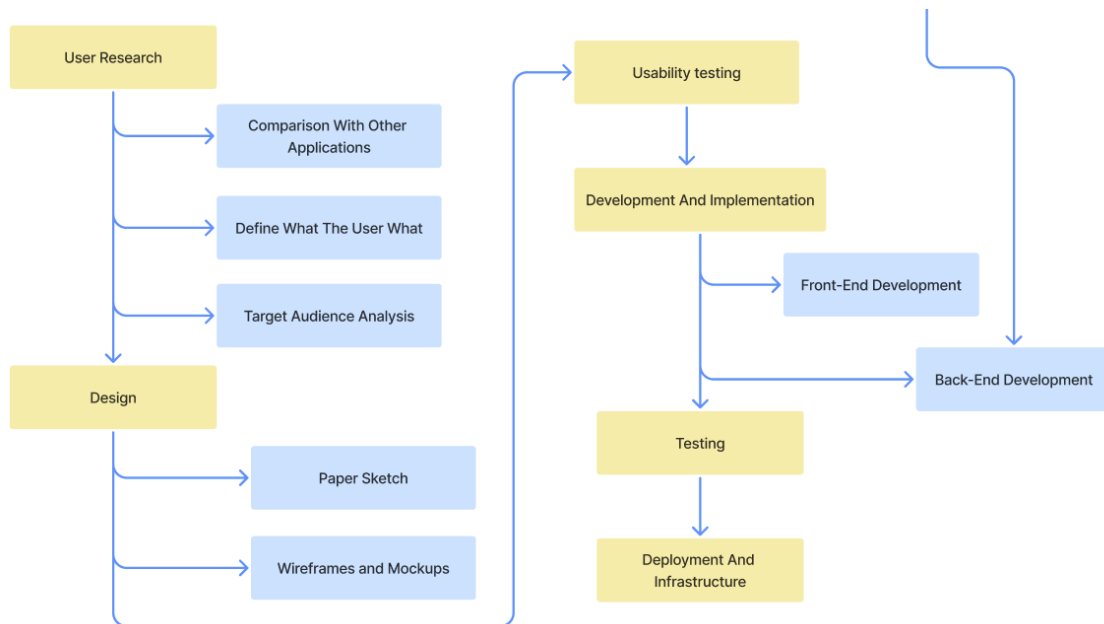 User Research
Comparison With Other
Applications
Define What The User What
Target Audience Analysis
Design
Paper Sketch
Wireframes and Mockups
Usability testing
Development And Implementation
Front-End Development
Back-End Development
Testing
Deployment And
Infrastructure